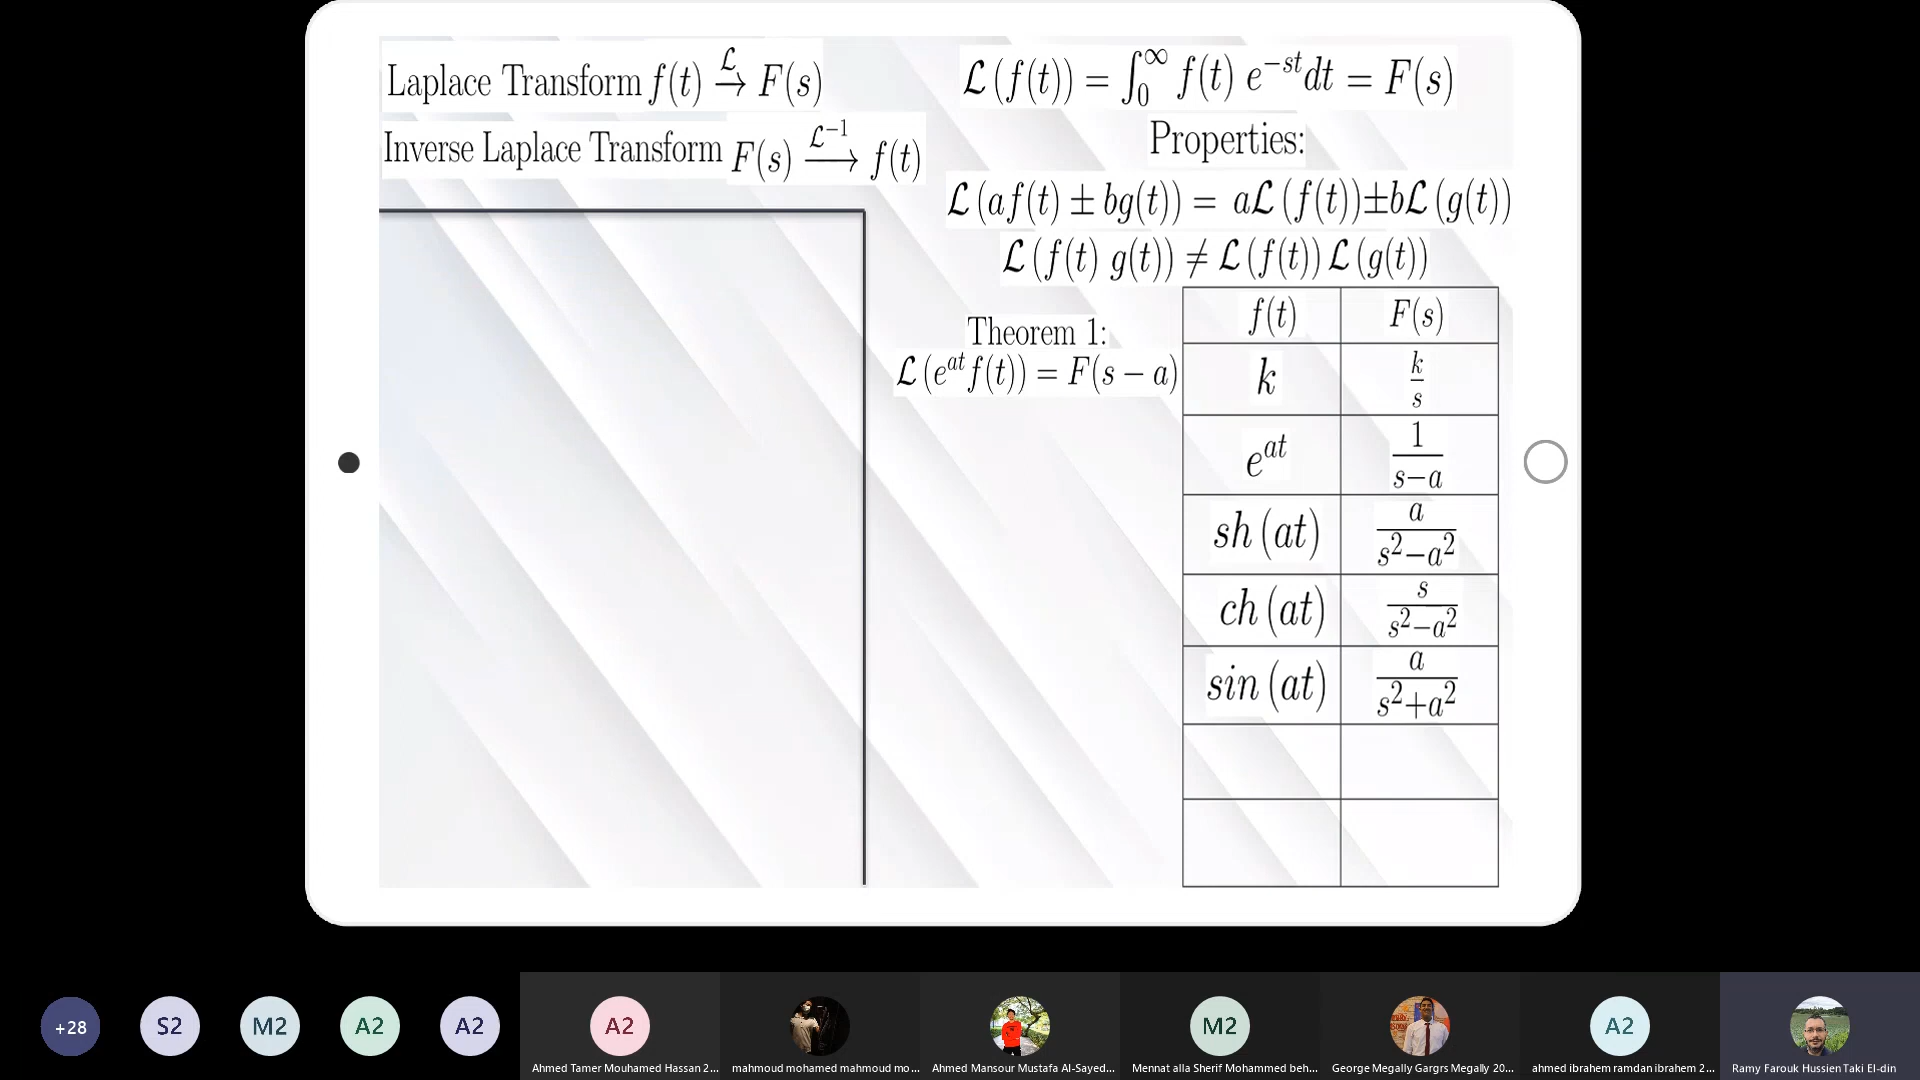 Laplace Transform f(t) →ℒ F(s)
Inverse Laplace Transform F(s) →ℒ⁻¹ f(t)
ℒ(f(t)) = ∫₀^∞ f(t) e^{−st}dt = F(s)
Properties:
ℒ(af(t) ± bg(t)) = aℒ(f(t))±bℒ(g(t))
ℒ(f(t) g(t)) ≠ ℒ(f(t))ℒ(g(t))
Theorem 1:
ℒ(e^{at}f(t)) = F(s − a)
f(t) F(s)
k k/s
e^{at} 1/(s−a)
sh(at) a/(s²−a²)
ch(at) s/(s²−a²)
sin(at) a/(s²+a²)
+28 S2 M2 A2 A2 A2 M2 A2
Ahmed Tamer Mouhamed Hassan 2... mahmoud mohamed mahmoud mo... Ahmed Mansour Mustafa Al-Sayed... Mennat alla Sherif Mohammed beh... George Megally Gargrs Megally 20... ahmed ibrahem ramdan ibrahem 2... Ramy Farouk Hussien Taki El-din